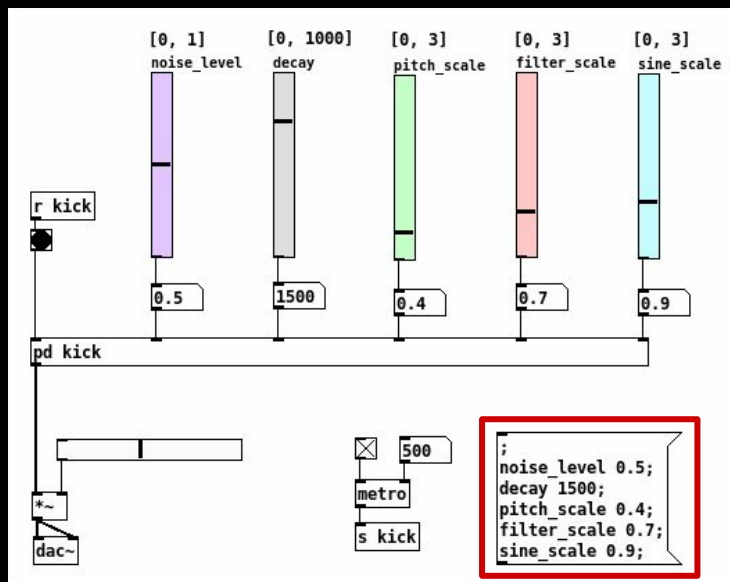 [0, 1] [0, 1000] [0, 3] [0, 3] [0, 3]
noise_level decay pitch_scale filter_scale sine_scale
r kick
0.5 1500 0.4 0.7 0.9
pd kick
500
metro
s kick
*~
dac~
;
noise_level 0.5;
decay 1500;
pitch_scale 0.4;
filter_scale 0.7;
sine_scale 0.9;